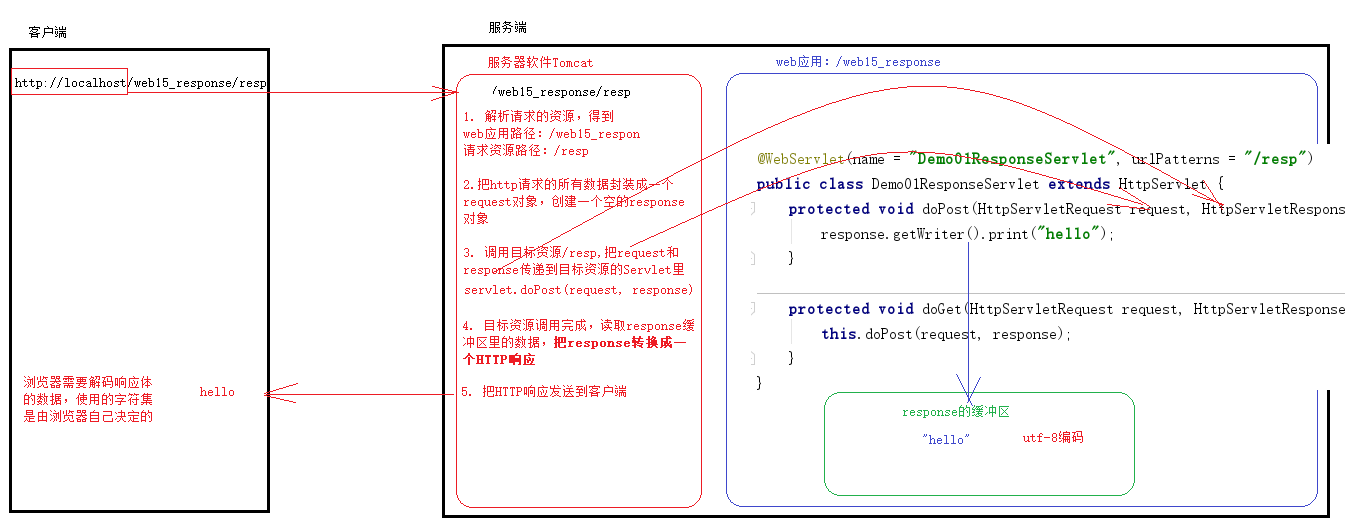 客户端
http://localhost/web15_response/resp
浏览器需要解码响应体
的数据，使用的字符集
是由浏览器自己决定的
hello
服务端
服务器软件Tomcat
/web15_response/resp
1. 解析请求的资源，得到
web应用路径：/web15_respon
请求资源路径：/resp
2.把http请求的所有数据封装成一个
request对象，创建一个空的response
对象
3. 调用目标资源/resp,把request和
response传递到目标资源的Servlet里
servlet.doPost(request, response)
4. 目标资源调用完成，读取response缓
冲区里的数据，把response转换成一
个HTTP响应
5. 把HTTP响应发送到客户端
web应用：/web15_response
@WebServlet(name = "Demo01ResponseServlet", urlPatterns = "/resp")
public class Demo01ResponseServlet extends HttpServlet {
protected void doPost(HttpServletRequest request, HttpServletRespons
response.getWriter().print("hello");
}
protected void doGet(HttpServletRequest request, HttpServletResponse
this.doPost(request, response);
}
}
response的缓冲区
"hello" utf-8编码